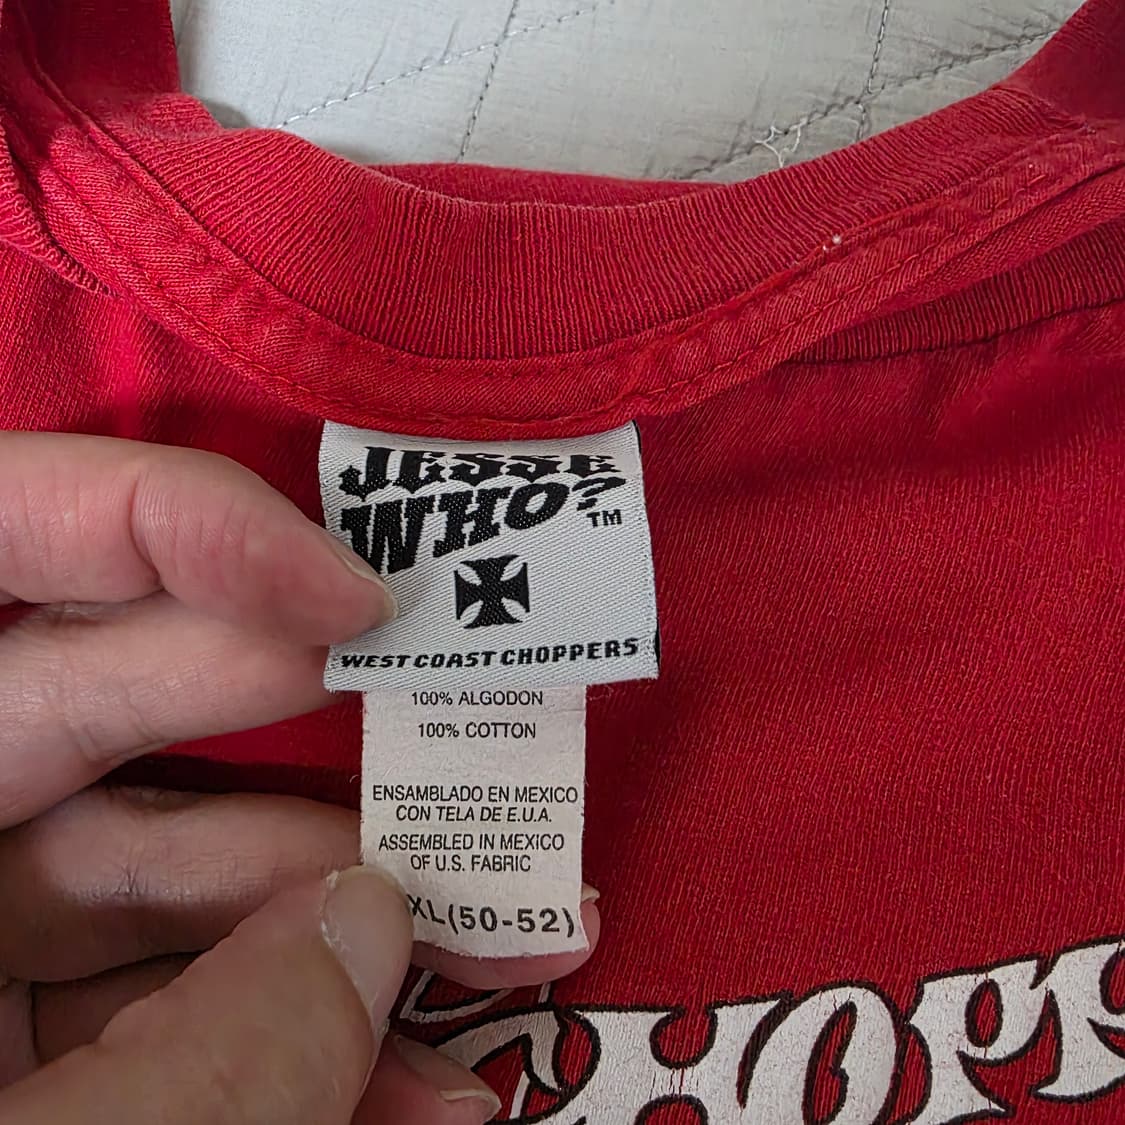 JESSE
WHO?™
WEST COAST CHOPPERS
100% ALGODON
100% COTTON
ENSAMBLADO EN MEXICO
CON TELA DE E.U.A.
ASSEMBLED IN MEXICO
OF U.S. FABRIC
XL(50-52)